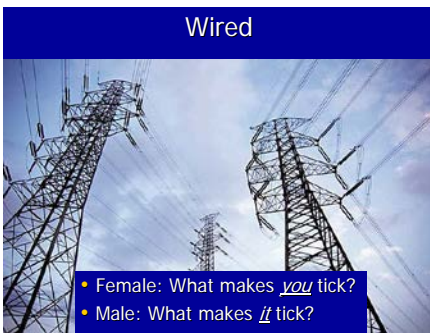 Wired
• Female: What makes you tick?
• Male: What makes it tick?